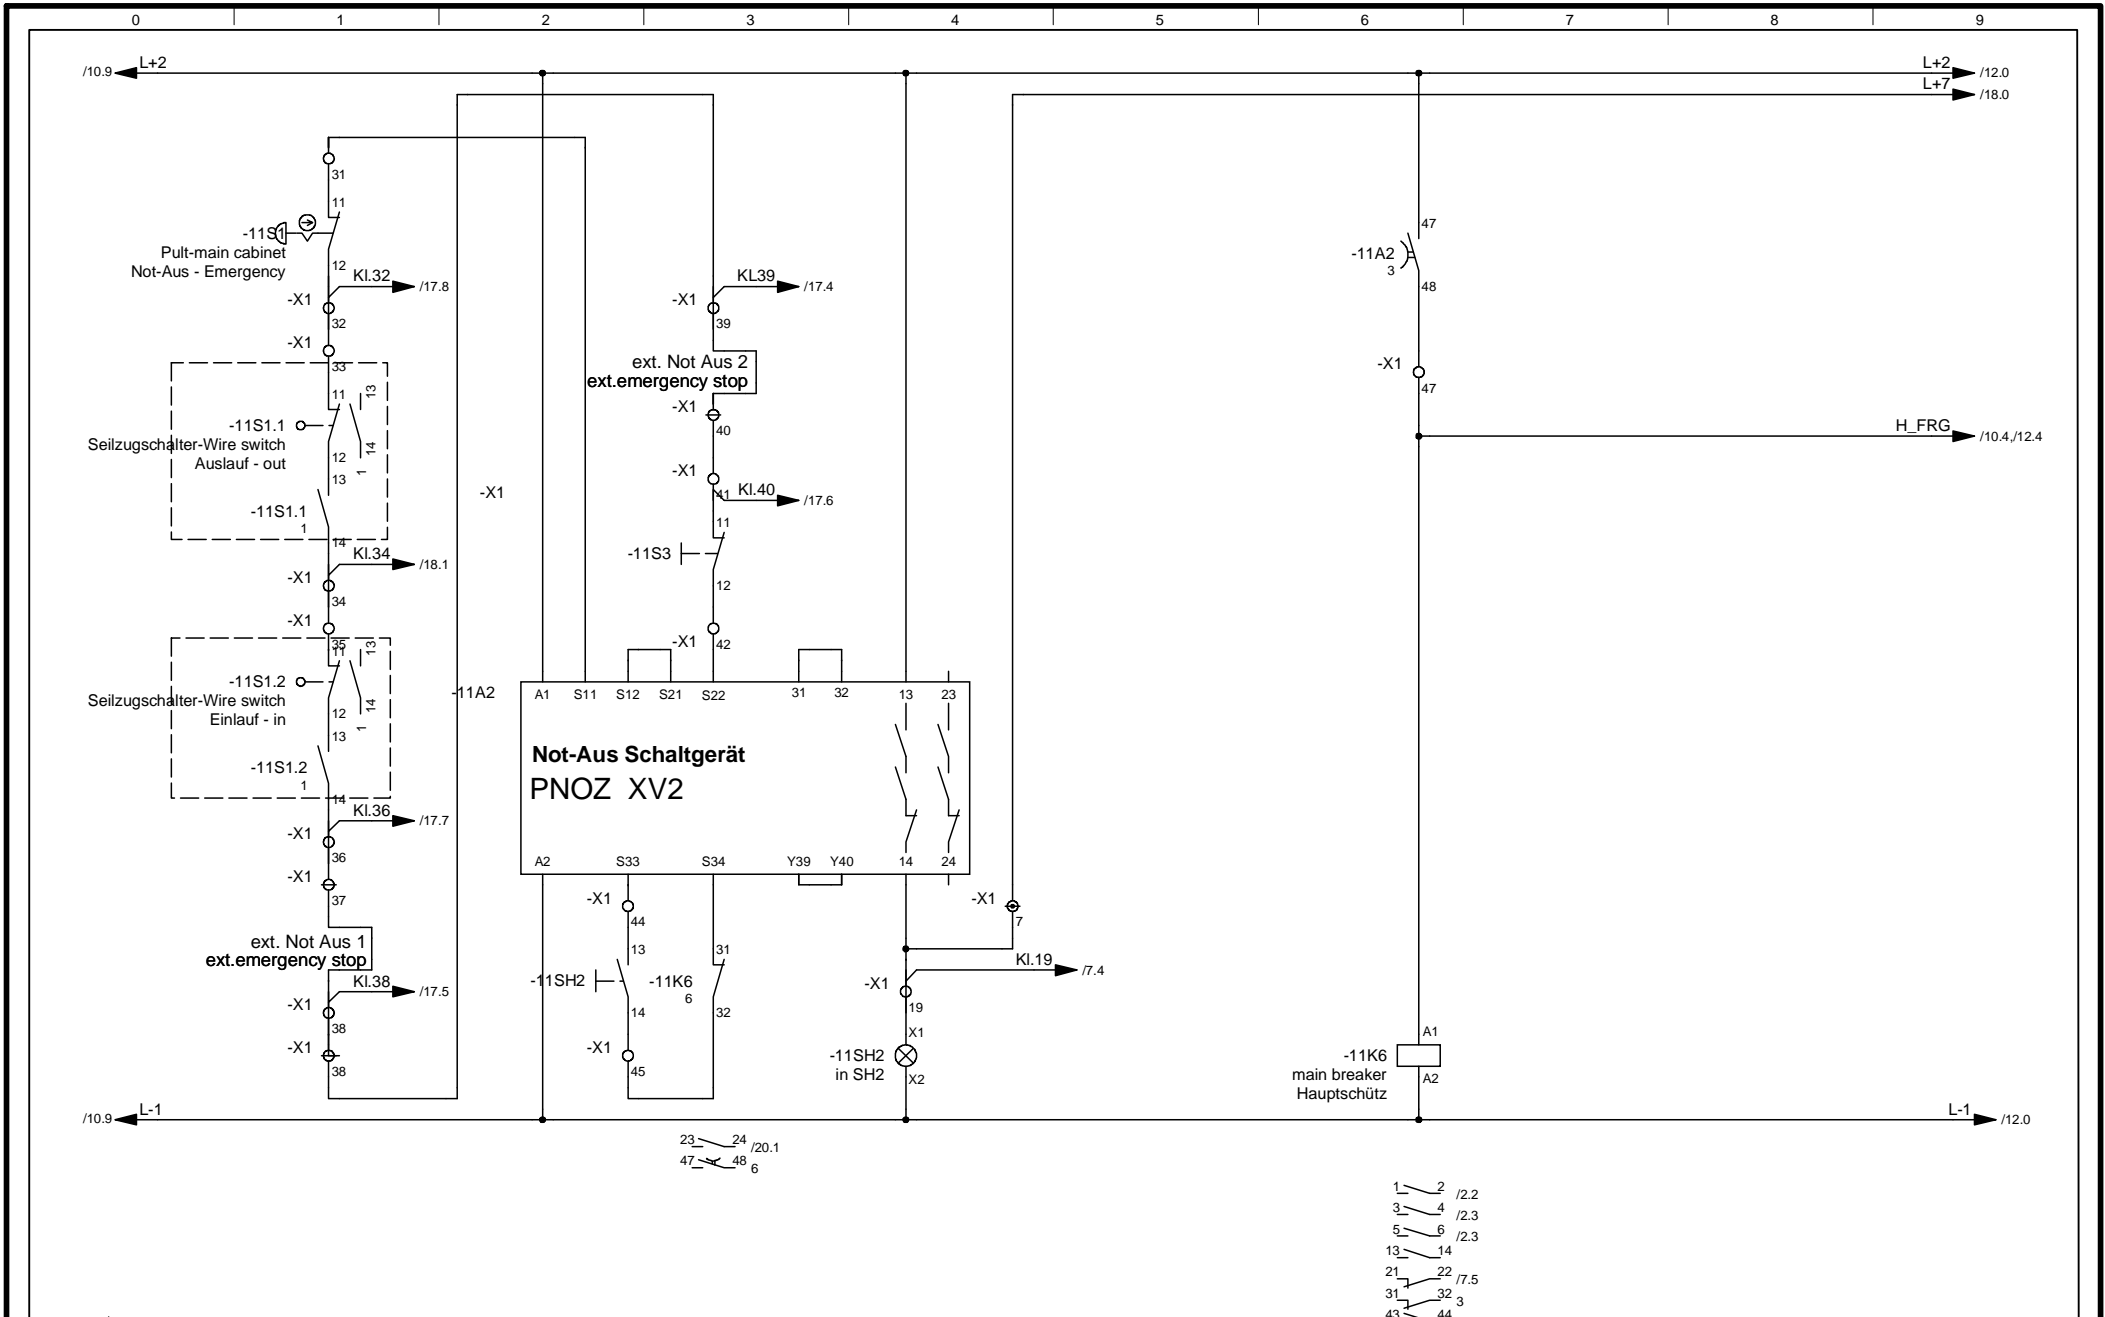 0 1 2 3 4 5 6 7 8 9
/10.9 L+2
L+2 /12.0
L+7 /18.0
31
11
-11S1
Pult-main cabinet
Not-Aus - Emergency
12
Kl.32 /17.8
-X1
32
-X1
33
11 13
-11S1.1
Seilzugschalter-Wire switch
Auslauf - out
12 14
1
13
-11S1.1
1
14
Kl.34 /18.1
-X1
34
-X1
35
11 13
-11S1.2
Seilzugschalter-Wire switch
Einlauf - in
12 14
1
13
-11S1.2
1
14
Kl.36 /17.7
-X1
36
-X1
37
ext. Not Aus 1
ext.emergency stop
Kl.38 /17.5
-X1
38
-X1
38
-X1
KL39 /17.4
-X1
39
ext. Not Aus 2
ext.emergency stop
-X1
40
-X1
41 Kl.40 /17.6
11
-11S3
12
-X1
42
-11A2
A1 S11 S12 S21 S22 31 32 13 23
Not-Aus Schaltgerät
PNOZ XV2
A2 S33 S34 Y39 Y40 14 24
-X1
44
13
-11SH2
14
-X1
45
31
-11K6
6
32
-X1
7
Kl.19 /7.4
-X1
19
X1
-11SH2
in SH2
X2
47
-11A2
3
48
-X1
47
H_FRG /10.4,/12.4
A1
-11K6
main breaker
Hauptschütz
A2
/10.9 L-1
L-1 /12.0
23 24 /20.1
47 48 6
1 2 /2.2
3 4 /2.3
5 6 /2.3
13 14
21 22 /7.5
31 32 3
43 44